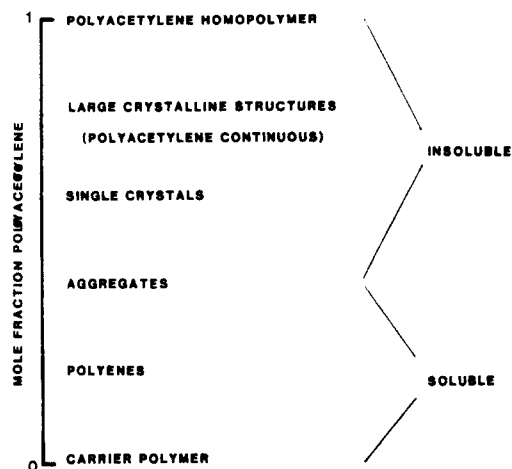 1
POLYACETYLENE HOMOPOLYMER
LARGE CRYSTALLINE STRUCTURES
(POLYACETYLENE CONTINUOUS)
INSOLUBLE
SINGLE CRYSTALS
MOLE FRACTION POLYACETYLENE
AGGREGATES
POLYENES
SOLUBLE
0
CARRIER POLYMER